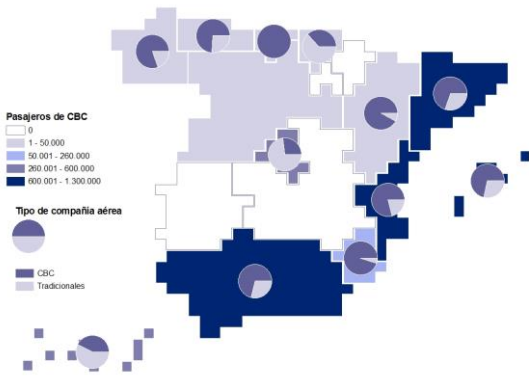 Pasajeros de CBC
0
1 - 50.000
50.001 - 260.000
260.001 - 600.000
600.001 - 1.300.000
Tipo de compañía aérea
CBC
Tradicionales